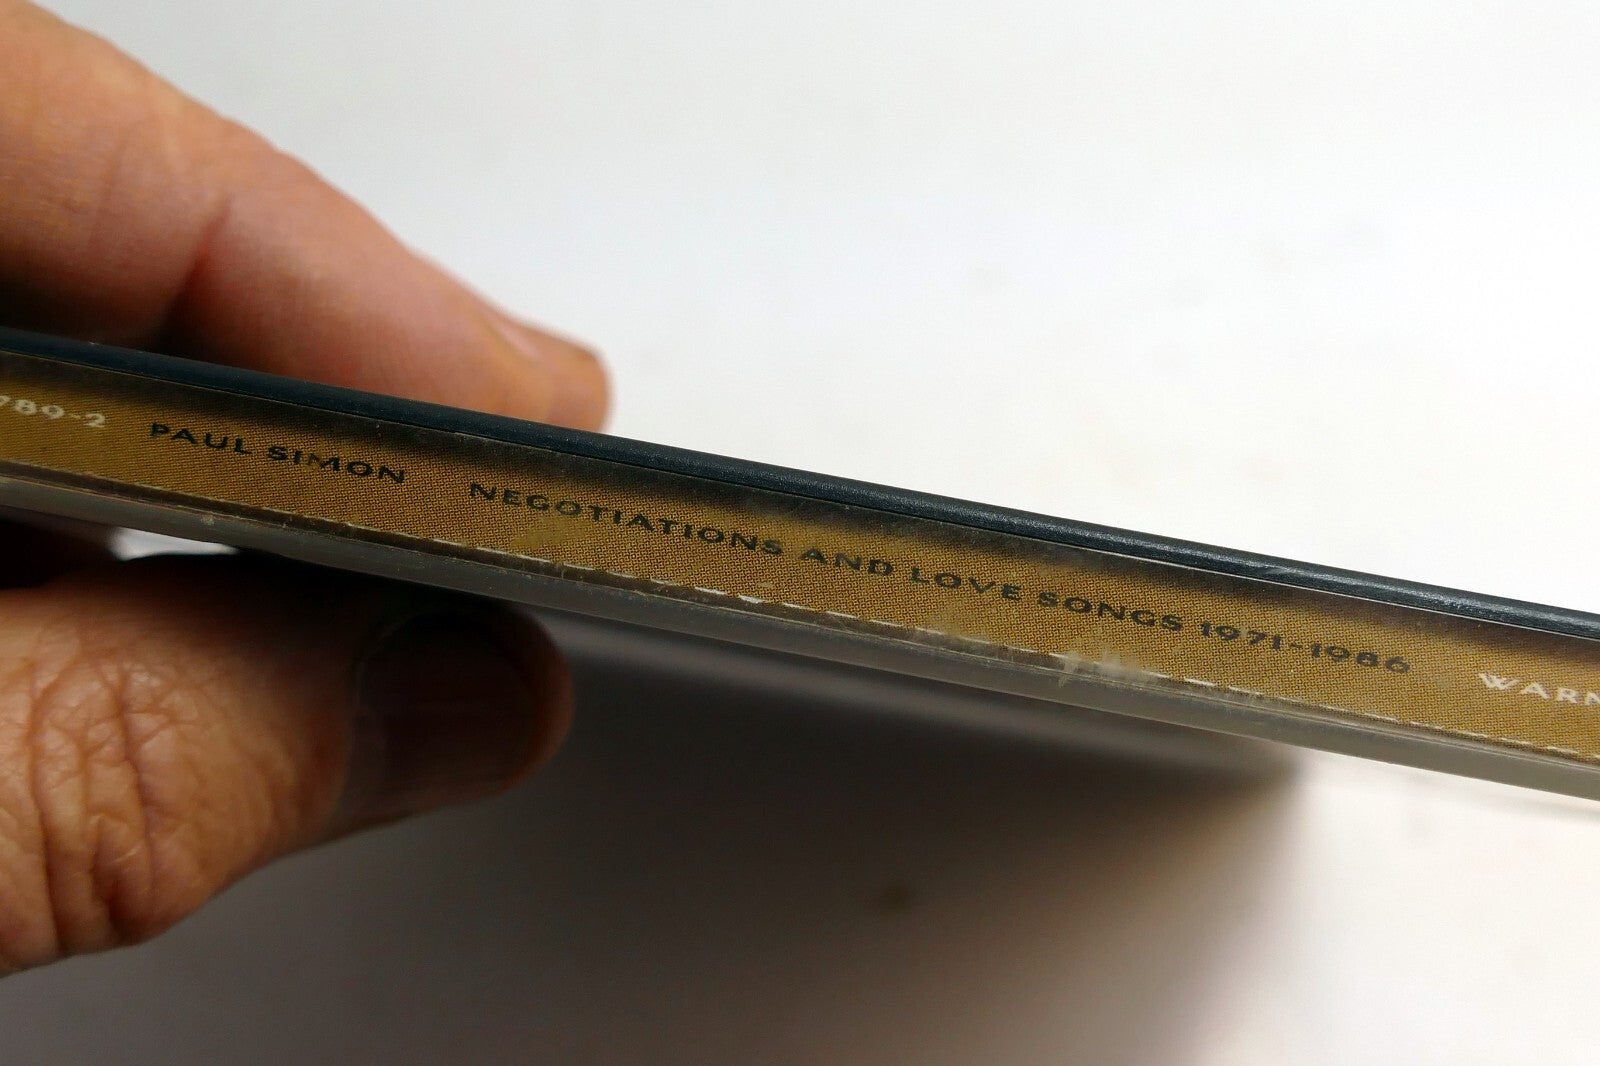 789-2 PAUL SIMON NEGOTIATIONS AND LOVE SONGS 1971-1986 WARN